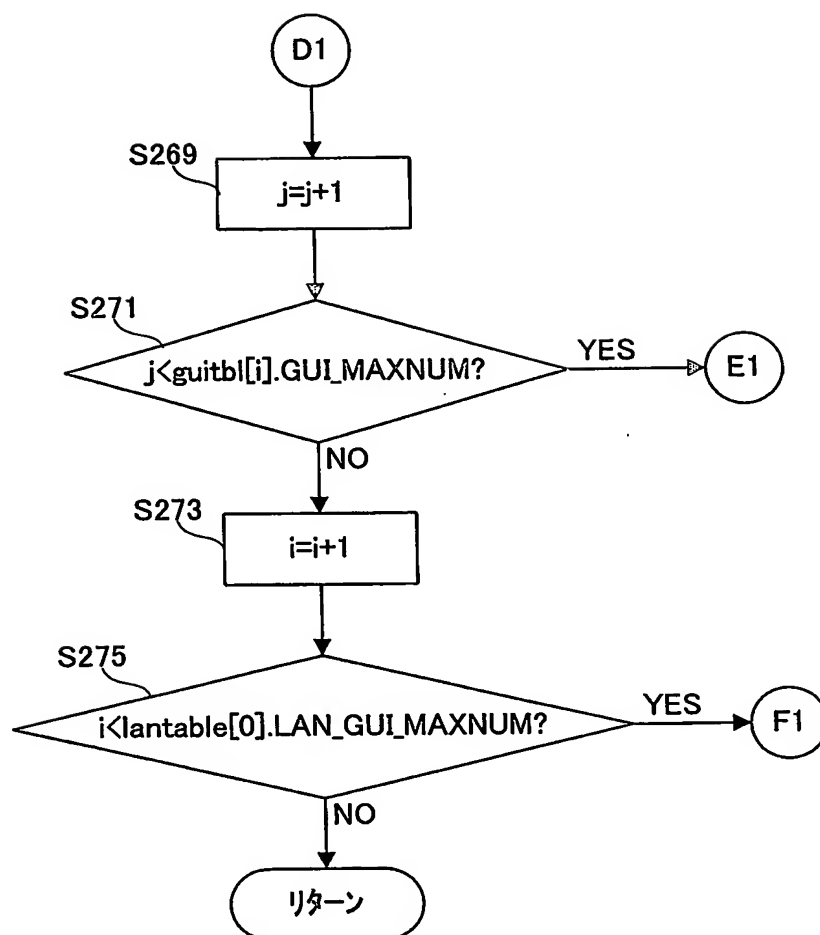 D1
S269
j=j+1
S271
j<guitbl[i].GUI_MAXNUM?
YES
E1
NO
S273
i=i+1
S275
i<lantable[0].LAN_GUI_MAXNUM?
YES
F1
NO
リターン